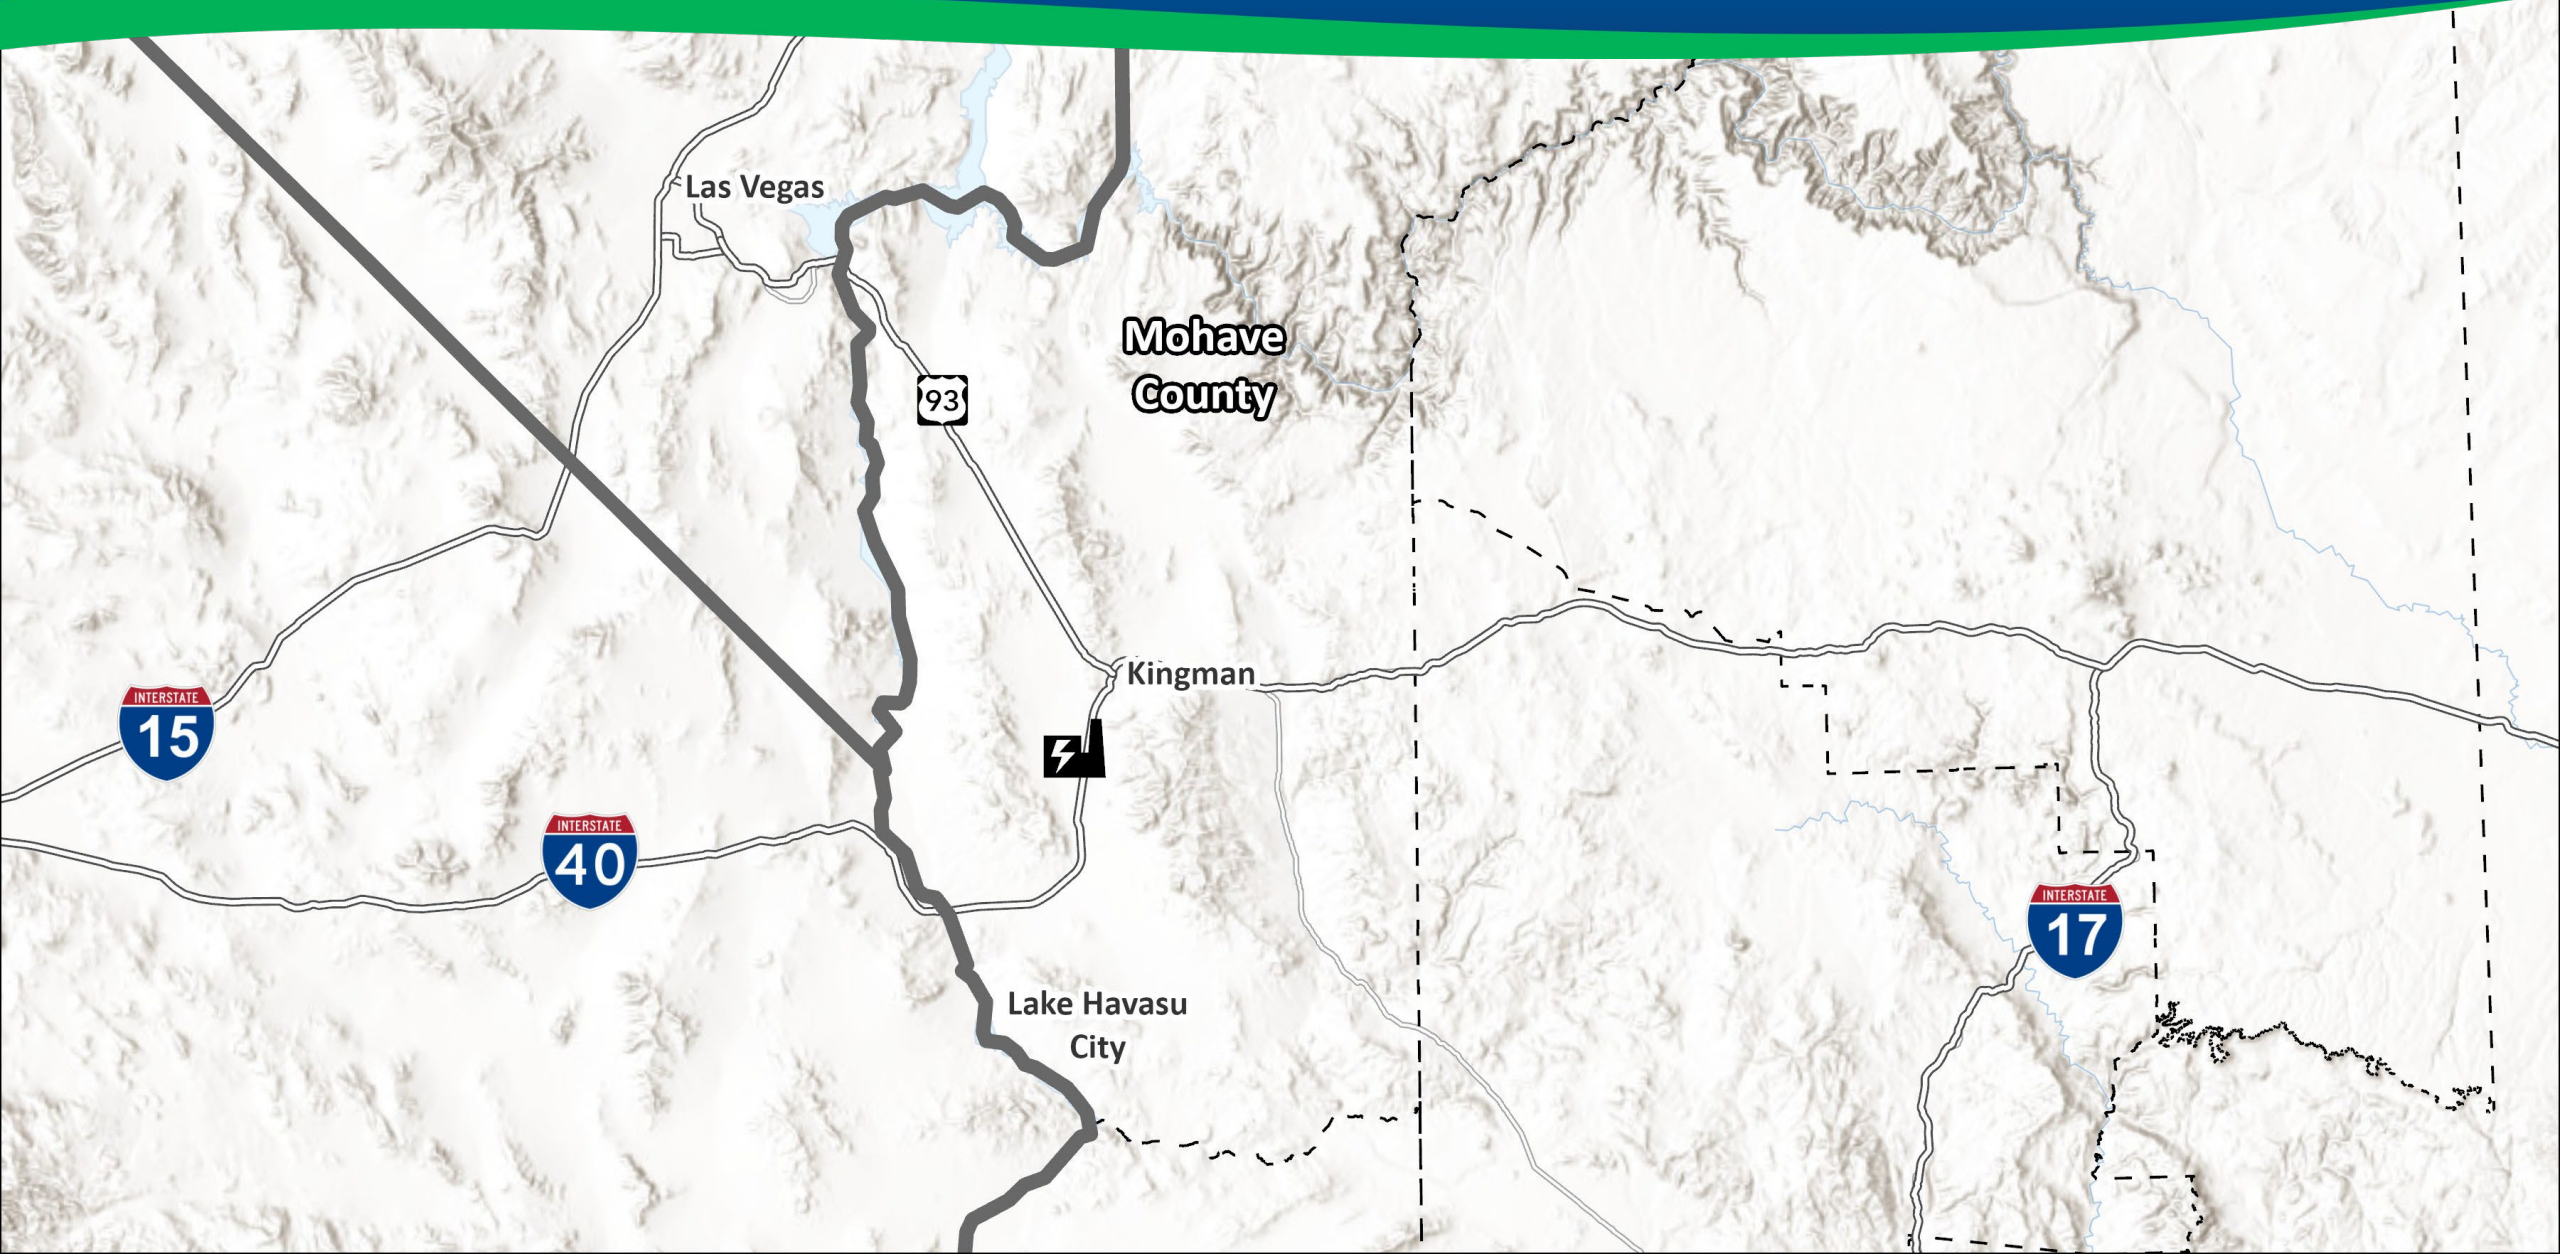 Las Vegas
Mohave
County
93
Kingman
INTERSTATE
15
INTERSTATE
40
INTERSTATE
17
Lake Havasu
City